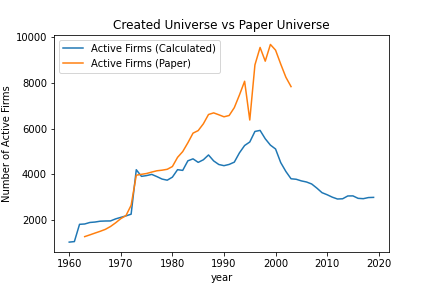 Created Universe vs Paper Universe
Active Firms (Calculated)
Active Firms (Paper)
Number of Active Firms
10000
8000
6000
4000
2000
1960
1970
1980
1990
2000
2010
2020
year